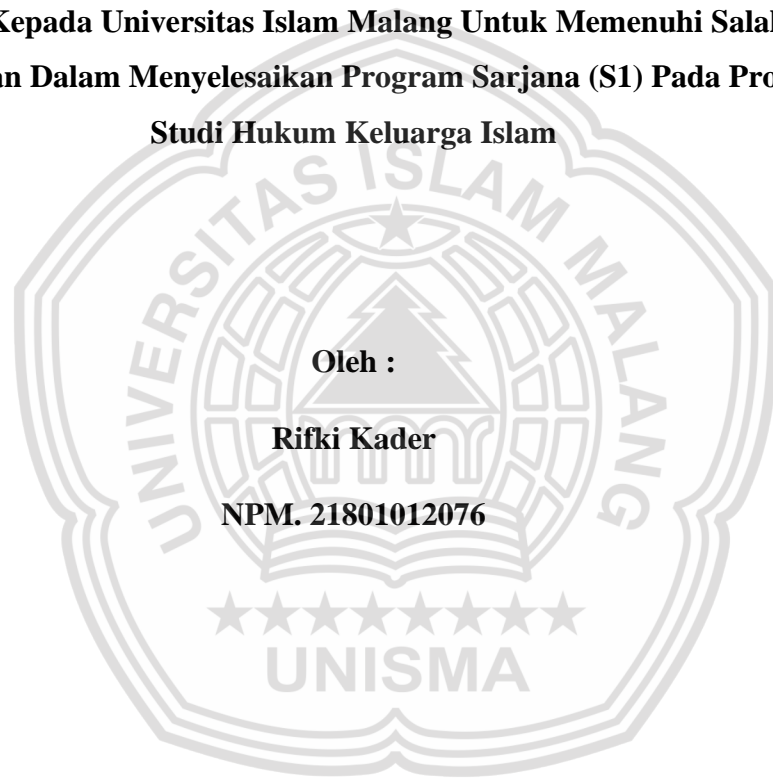 Kepada Universitas Islam Malang Untuk Memenuhi Salah
an Dalam Menyelesaikan Program Sarjana (S1) Pada Pro
Studi Hukum Keluarga Islam
UNIVERSITAS ISLAM MALANG
Oleh :
Rifki Kader
NPM. 21801012076
UNISMA